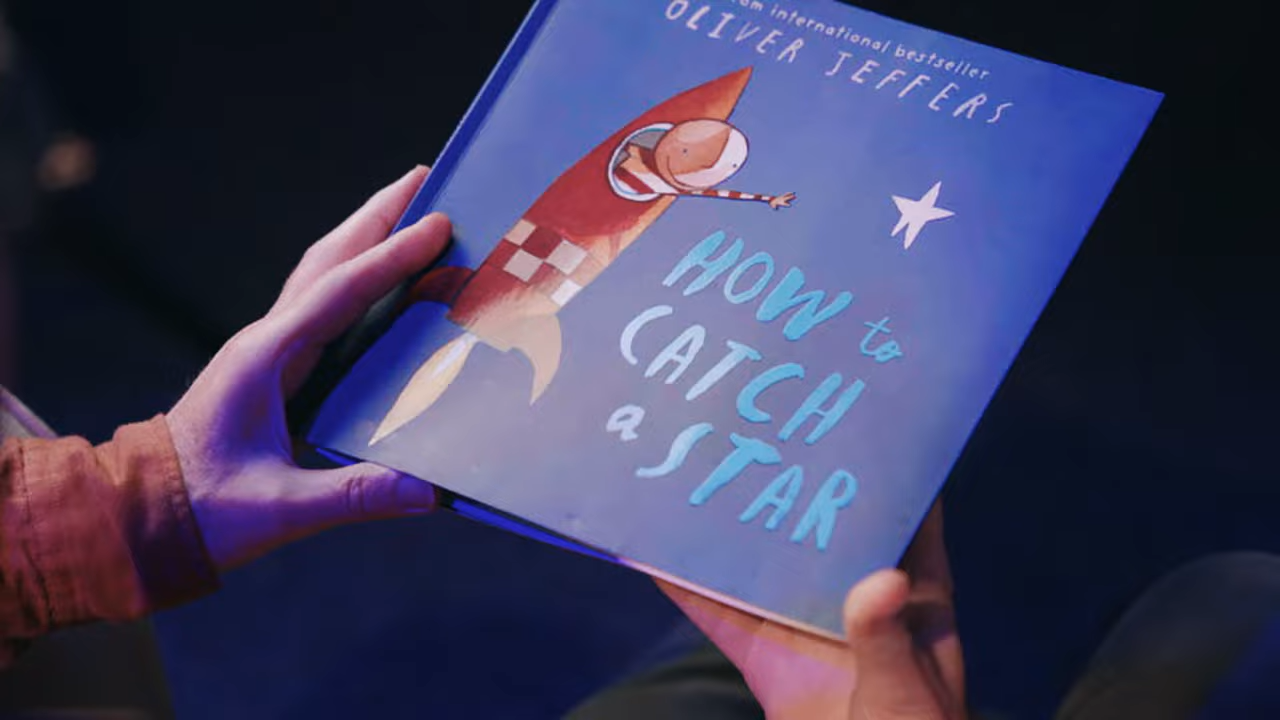 international bestseller
OLIVER JEFFERS
HOW to
CATCH
a STAR